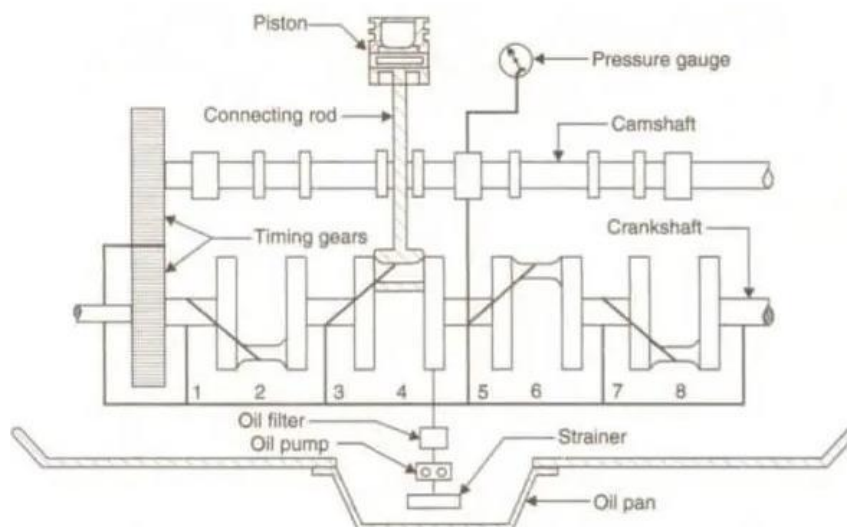 Piston
Pressure gauge
Connecting rod
Camshaft
Timing gears
Crankshaft
1 2 3 4 5 6 7 8
Oil filter
Oil pump
Strainer
Oil pan